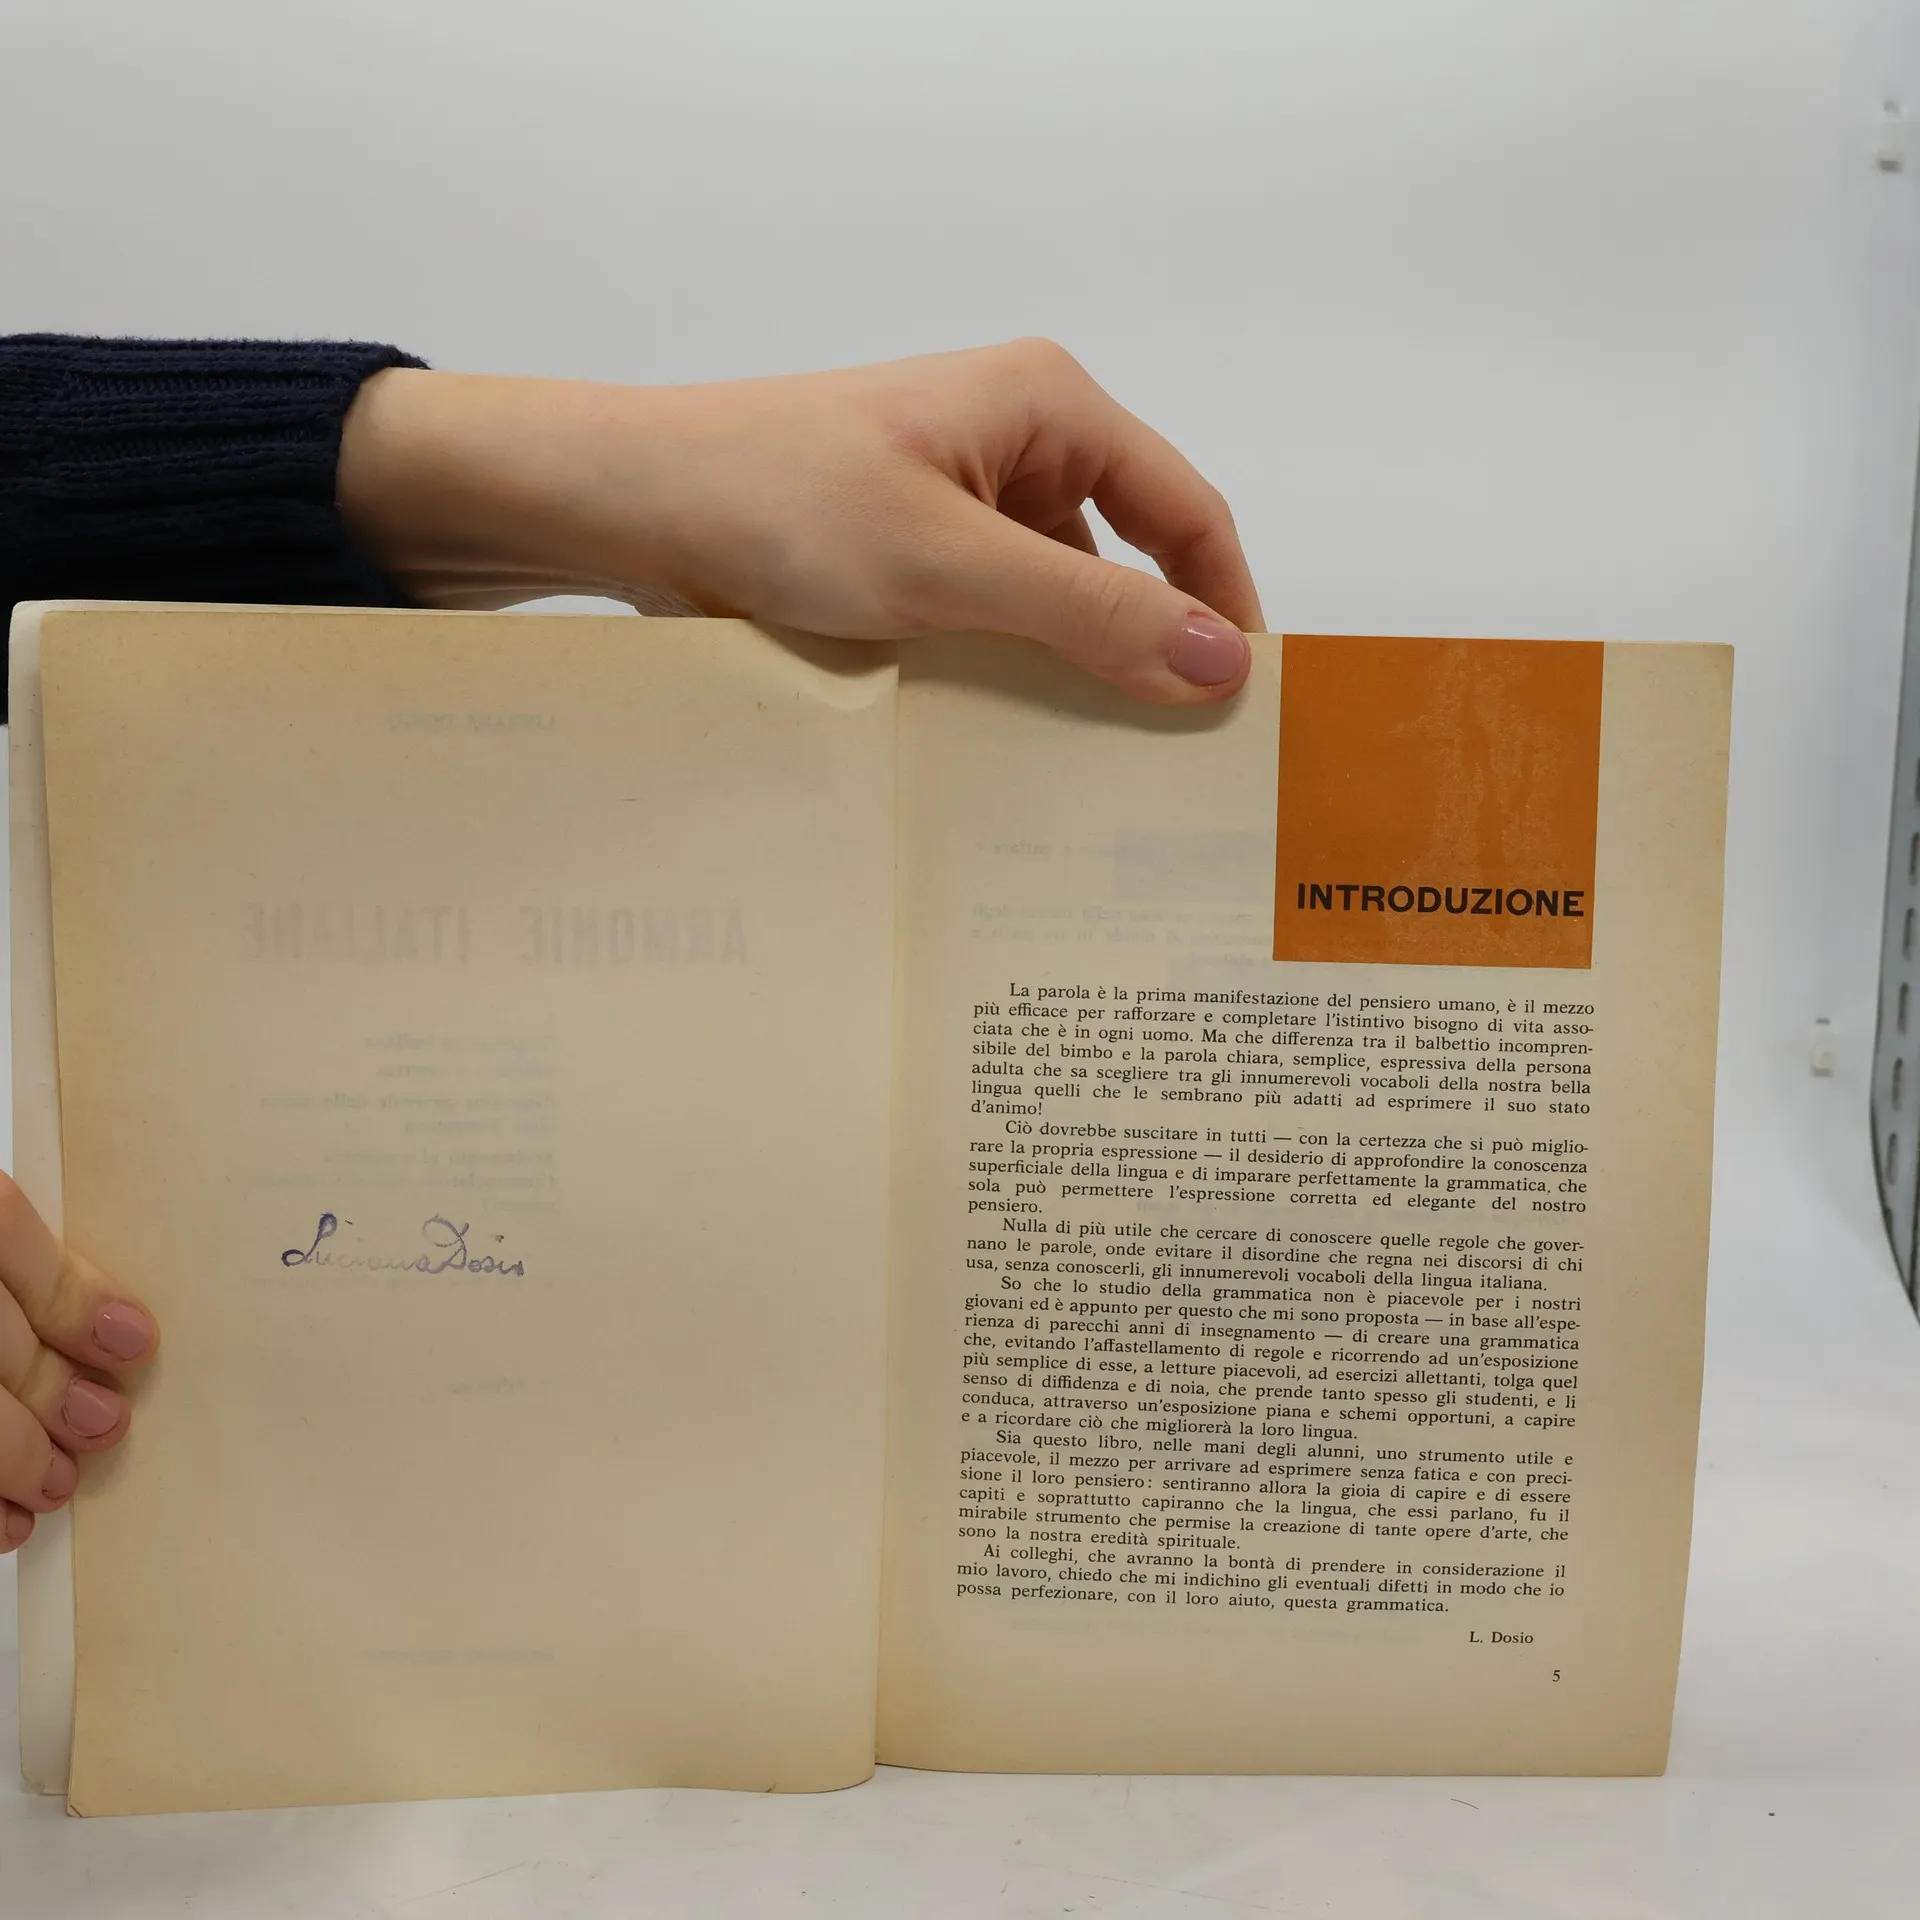 Luciana Dosio
ARMONIE ITALIANE
INTRODUZIONE
La parola è la prima manifestazione del pensiero umano, è il mezzo
più efficace per rafforzare e completare l'istintivo bisogno di vita asso-
ciata che è in ogni uomo. Ma che differenza tra il balbettio incompren-
sibile del bimbo e la parola chiara, semplice, espressiva della persona
adulta che sa scegliere tra gli innumerevoli vocaboli della nostra bella
lingua quelli che le sembrano più adatti ad esprimere il suo stato
d'animo!
Ciò dovrebbe suscitare in tutti — con la certezza che si può miglio-
rare la propria espressione — il desiderio di approfondire la conoscenza
superficiale della lingua e di imparare perfettamente la grammatica, che
sola può permettere l'espressione corretta ed elegante del nostro
pensiero.
Nulla di più utile che cercare di conoscere quelle regole che gover-
nano le parole, onde evitare il disordine che regna nei discorsi di chi
usa, senza conoscerli, gli innumerevoli vocaboli della lingua italiana.
So che lo studio della grammatica non è piacevole per i nostri
giovani ed è appunto per questo che mi sono proposta — in base all'espe-
rienza di parecchi anni di insegnamento — di creare una grammatica
che, evitando l'affastellamento di regole e ricorrendo ad un'esposizione
più semplice di esse, a letture piacevoli, ad esercizi allettanti, tolga quel
senso di diffidenza e di noia, che prende tanto spesso gli studenti, e li
conduca, attraverso un'esposizione piana e schemi opportuni, a capire
e a ricordare ciò che migliorerà la loro lingua.
Sia questo libro, nelle mani degli alunni, uno strumento utile e
piacevole, il mezzo per arrivare ad esprimere senza fatica e con preci-
sione il loro pensiero: sentiranno allora la gioia di capire e di essere
capiti e soprattutto capiranno che la lingua, che essi parlano, fu il
mirabile strumento che permise la creazione di tante opere d'arte, che
sono la nostra eredità spirituale.
Ai colleghi, che avranno la bontà di prendere in considerazione il
mio lavoro, chiedo che mi indichino gli eventuali difetti in modo che io
possa perfezionare, con il loro aiuto, questa grammatica.
L. Dosio
5